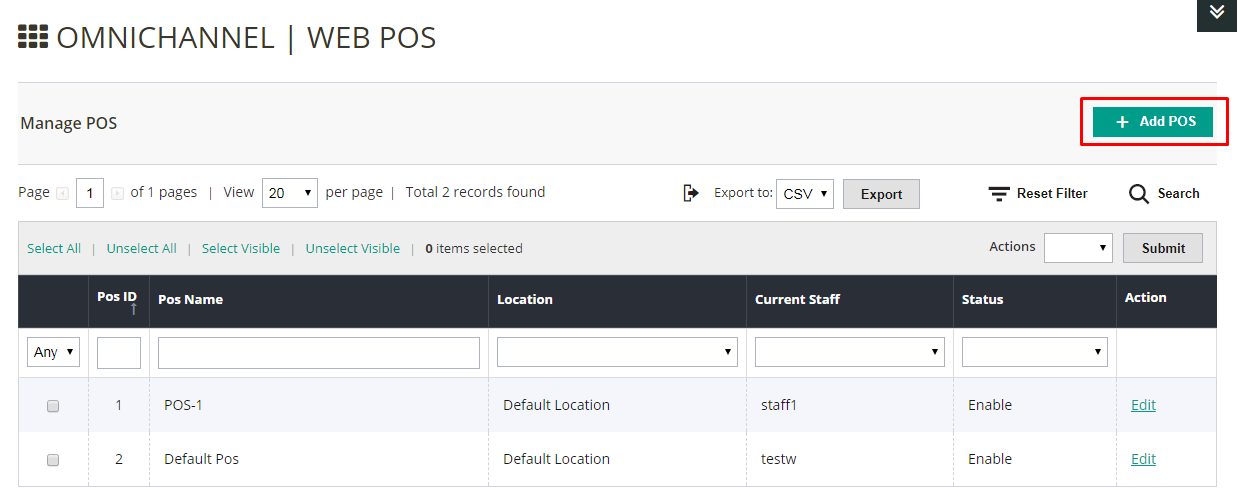 OMNICHANNEL | WEB POS
Manage POS
+ Add POS
Page 1 of 1 pages | View 20 per page | Total 2 records found Export to: CSV Export Reset Filter Search
Select All | Unselect All | Select Visible | Unselect Visible | 0 items selected Actions Submit
Pos ID Pos Name Location Current Staff Status Action
Any
1 POS-1 Default Location staff1 Enable Edit
2 Default Pos Default Location testw Enable Edit